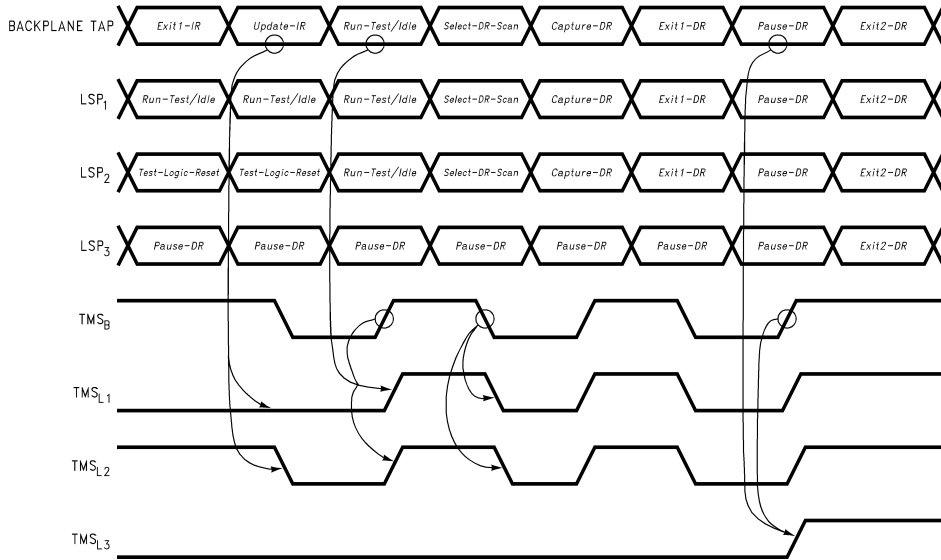 BACKPLANE TAP Exit1-IR Update-IR Run-Test/Idle Select-DR-Scan Capture-DR Exit1-DR Pause-DR Exit2-DR
LSP1 Run-Test/Idle Run-Test/Idle Run-Test/Idle Select-DR-Scan Capture-DR Exit1-DR Pause-DR Exit2-DR
LSP2 Test-Logic-Reset Test-Logic-Reset Run-Test/Idle Select-DR-Scan Capture-DR Exit1-DR Pause-DR Exit2-DR
LSP3 Pause-DR Pause-DR Pause-DR Pause-DR Pause-DR Pause-DR Pause-DR Exit2-DR
TMSB
TMSL1
TMSL2
TMSL3